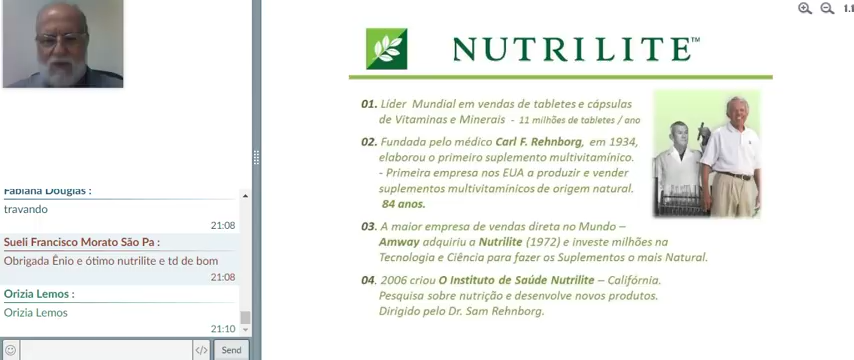 Fabiana Douglas :
travando
21:08
Sueli Francisco Morato São Pa :
Obrigada Ênio e ótimo nutrilite e td de bom
21:08
Orizia Lemos :
Orizia Lemos
21:10
Send
1.1
NUTRILITE™
01. Líder Mundial em vendas de tabletes e cápsulas
de Vitaminas e Minerais - 11 milhões de tabletes / ano
02. Fundada pelo médico Carl F. Rehnborg, em 1934,
elaborou o primeiro suplemento multivitamínico.
- Primeira empresa nos EUA a produzir e vender
suplementos multivitamínicos de origem natural.
84 anos.
03. A maior empresa de vendas direta no Mundo –
Amway adquiriu a Nutrilite (1972) e investe milhões na
Tecnologia e Ciência para fazer os Suplementos o mais Natural.
04. 2006 criou O Instituto de Saúde Nutrilite – Califórnia.
Pesquisa sobre nutrição e desenvolve novos produtos.
Dirigido pelo Dr. Sam Rehnborg.